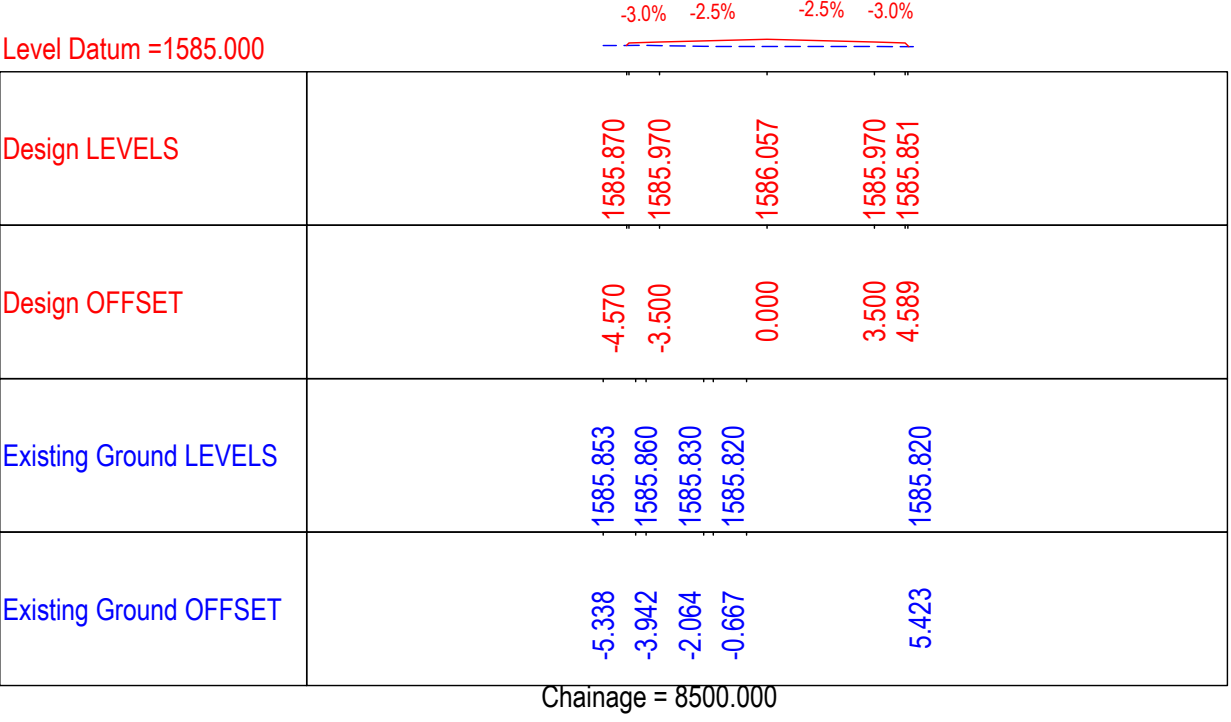 -3.0% -2.5% -2.5% -3.0%
Level Datum =1585.000
Design LEVELS 1585.870 1585.970 1586.057 1585.970 1585.851
Design OFFSET -4.570 -3.500 0.000 3.500 4.589
Existing Ground LEVELS 1585.853 1585.860 1585.830 1585.820 1585.820
Existing Ground OFFSET -5.338 -3.942 -2.064 -0.667 5.423
Chainage = 8500.000